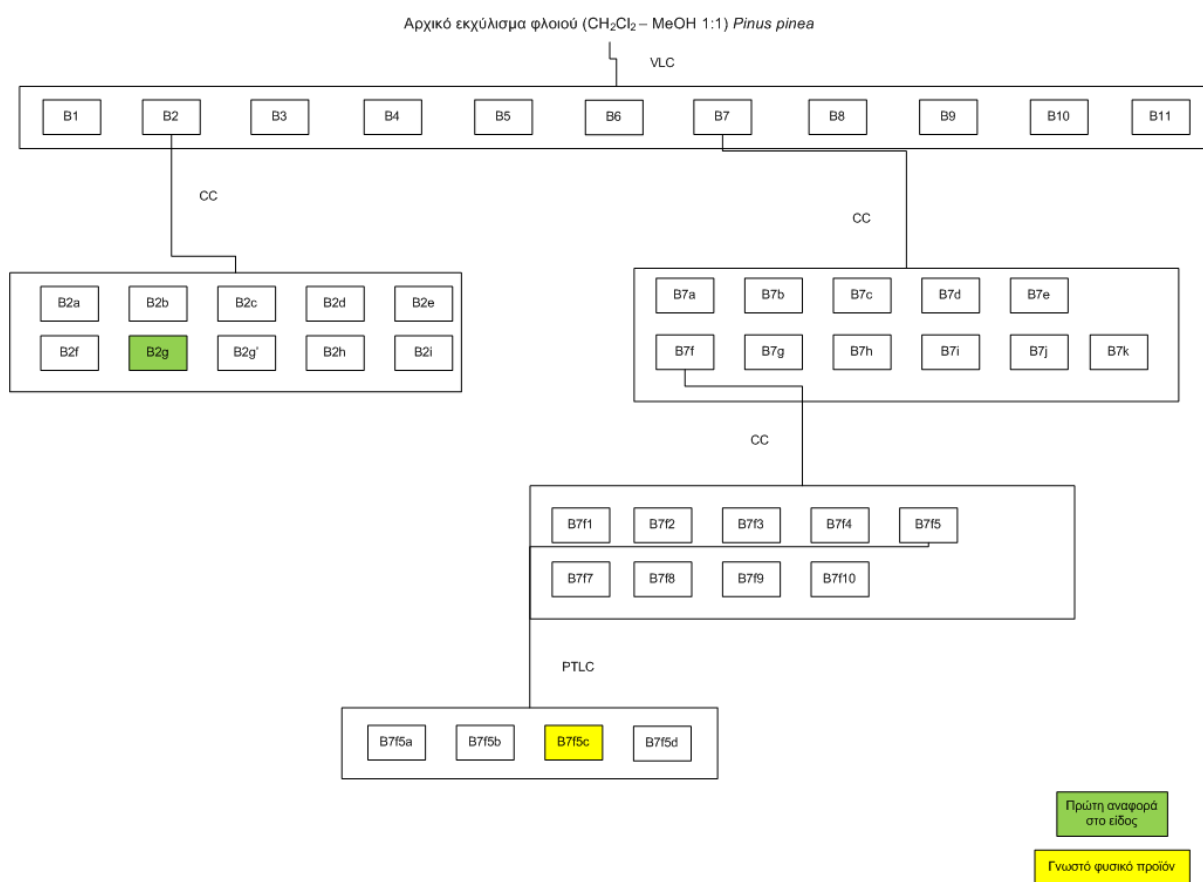 Αρχικό εκχύλισμα φλοιού (CH₂Cl₂ – MeOH 1:1) Pinus pinea
VLC
B1 B2 B3 B4 B5 B6 B7 B8 B9 B10 B11
CC
CC
B2a B2b B2c B2d B2e
B2f B2g B2g' B2h B2i
B7a B7b B7c B7d B7e
B7f B7g B7h B7i B7j B7k
CC
B7f1 B7f2 B7f3 B7f4 B7f5
B7f7 B7f8 B7f9 B7f10
PTLC
B7f5a B7f5b B7f5c B7f5d
Πρώτη αναφορά
στο είδος
Γνωστό φυσικό προϊόν